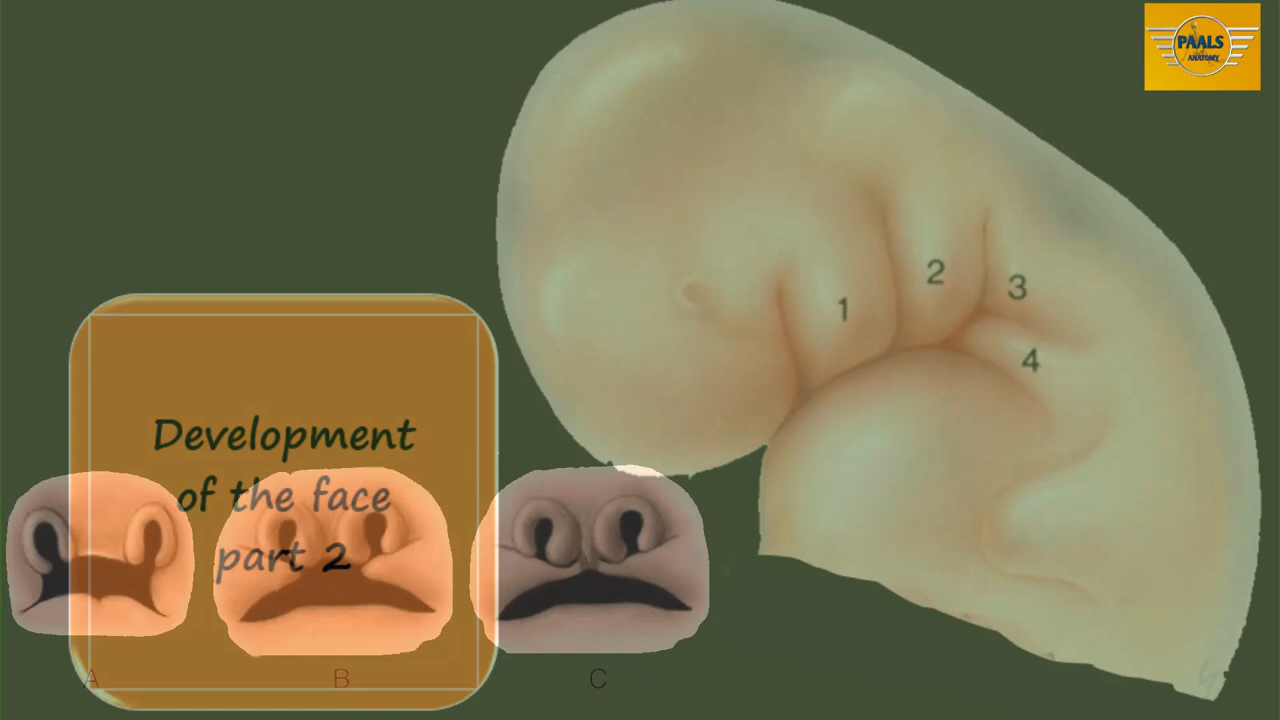 PAALS
ANATOMY
1
2
3
4
Development
of the face
part 2
A
B
C